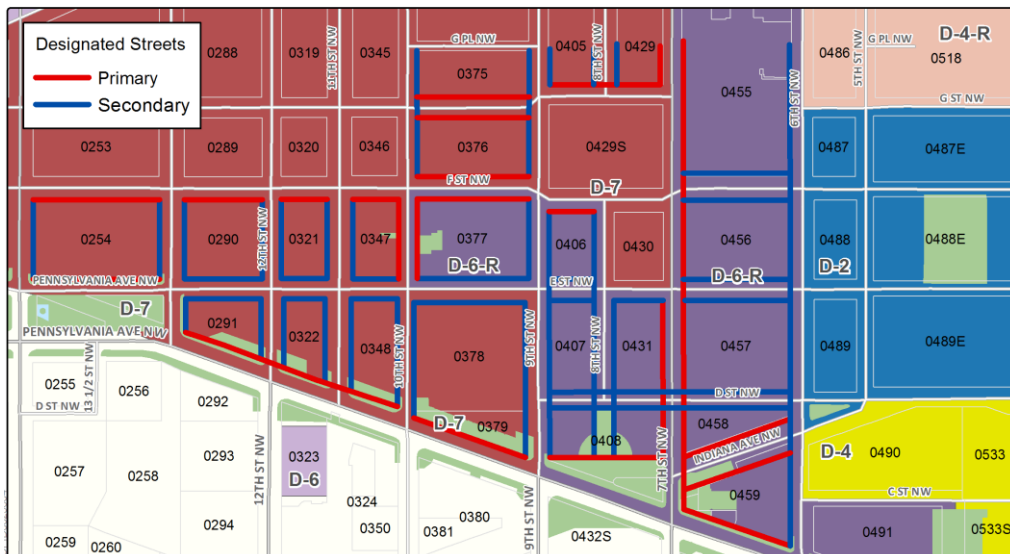 Designated Streets
Primary
Secondary
0288
0319
11TH ST NW
0345
G PL NW
0375
0405
8TH ST NW
0429
0455
6TH ST NW
0486
5TH ST NW
G PL NW
D-4-R
0518
G ST NW
0253
0289
0320
0346
0376
F ST NW
0429S
D-7
0487
0487E
0254
0290
12TH ST NW
0321
0347
0377
D-6-R
0406
0430
0456
D-6-R
0488
D-2
0488E
PENNSYLVANIA AVE NW
E ST NW
D-7
0291
0322
0348
10TH ST NW
0378
9TH ST NW
0407
8TH ST NW
0431
0457
0489
0489E
PENNSYLVANIA AVE NW
13 1/2 ST NW
0255
0256
D ST NW
0292
D ST NW
0379
D-7
0408
7TH ST NW
0458
INDIANA AVE NW
D-4
0490
0533
0257
0258
0293
12TH ST NW
0323
D-6
0324
0459
C ST NW
0259
0260
0294
0350
0381
0380
9TH ST NW
0432S
0491
0533S